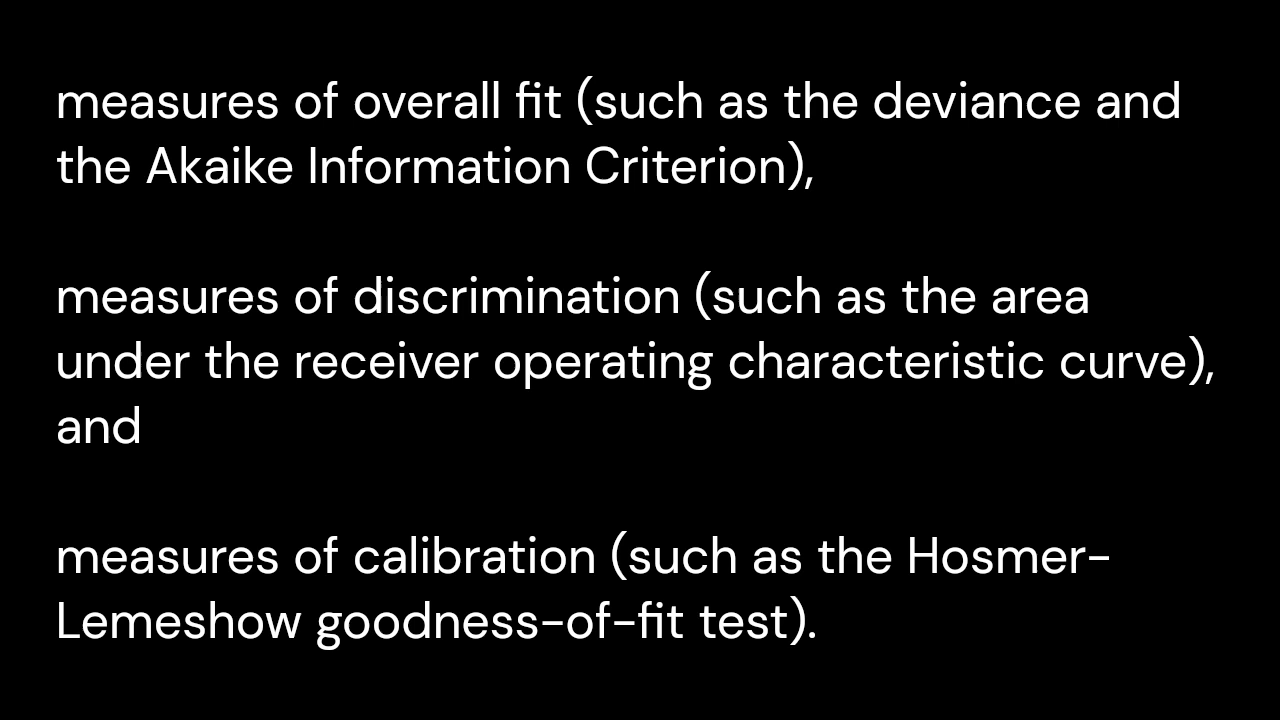 measures of overall fit (such as the deviance and
the Akaike Information Criterion),
measures of discrimination (such as the area
under the receiver operating characteristic curve),
and
measures of calibration (such as the Hosmer-
Lemeshow goodness-of-fit test).